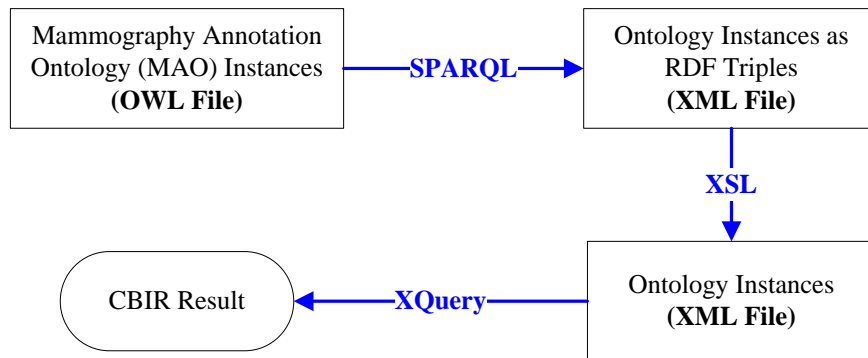 Mammography Annotation
Ontology (MAO) Instances
(OWL File)
SPARQL
Ontology Instances as
RDF Triples
(XML File)
XSL
Ontology Instances
(XML File)
XQuery
CBIR Result